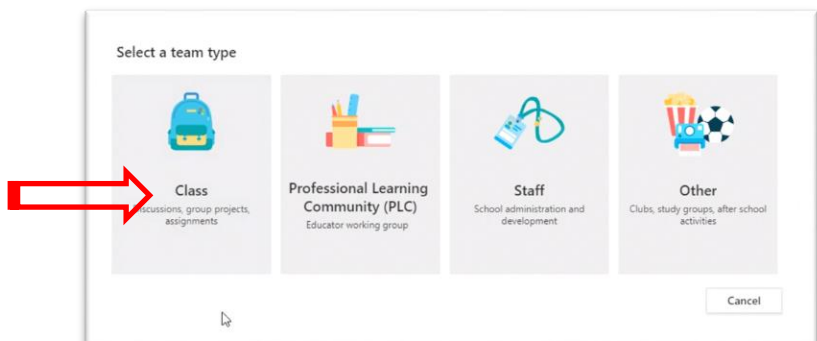 Select a team type
Class
Discussions, group projects,
assignments
Professional Learning
Community (PLC)
Educator working group
Staff
School administration and
development
Other
Clubs, study groups, after school
activities
Cancel